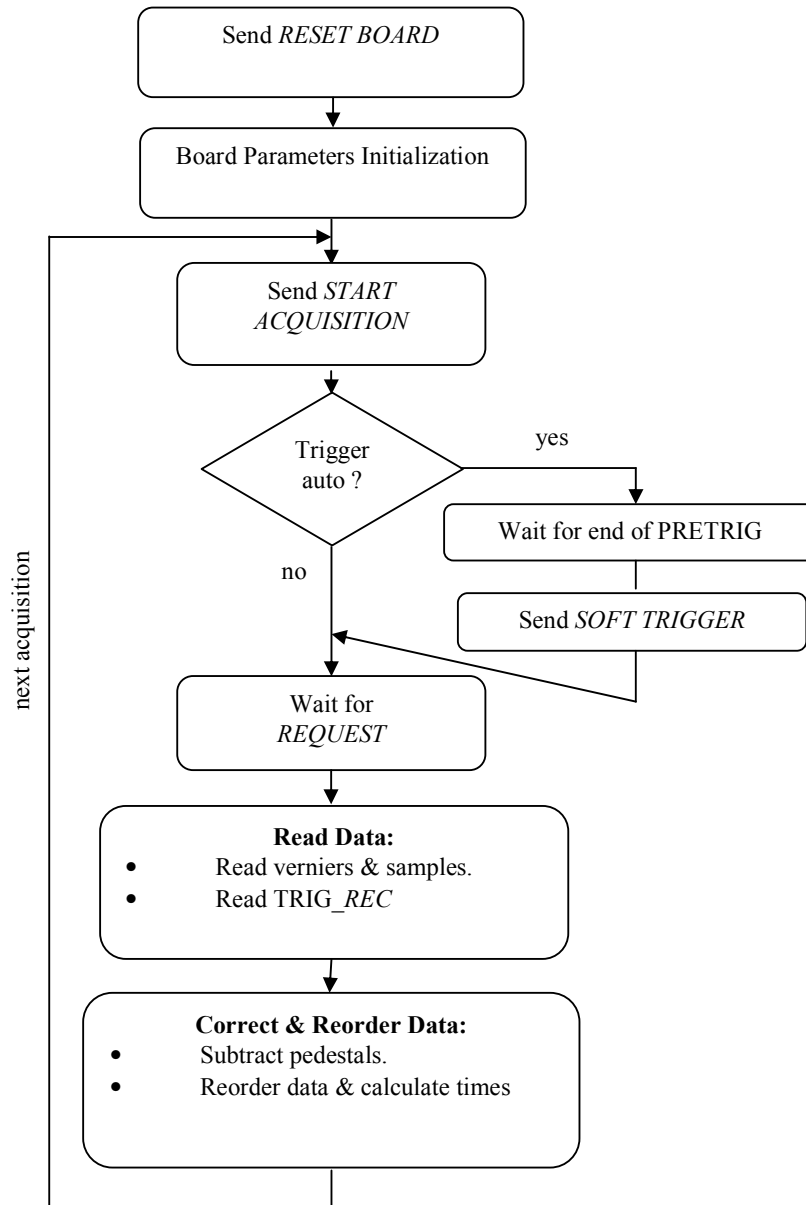 Send RESET BOARD
Board Parameters Initialization
Send START
ACQUISITION
Trigger
auto ?
yes
Wait for end of PRETRIG
no
Send SOFT TRIGGER
next acquisition
Wait for
REQUEST
Read Data:
• Read verniers & samples.
• Read TRIG_REC
Correct & Reorder Data:
• Subtract pedestals.
• Reorder data & calculate times